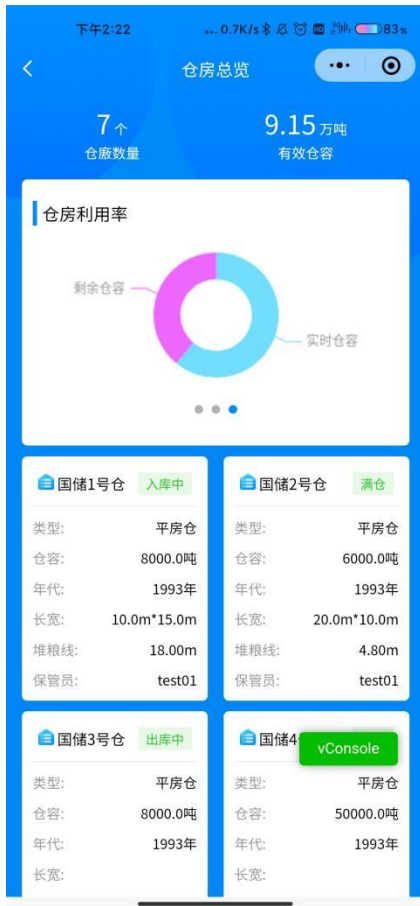 下午2:22 ... 0.7K/s 83%
仓房总览
7个 9.15万吨
仓廒数量 有效仓容
仓房利用率
剩余仓容
实时仓容
国储1号仓 入库中
类型: 平房仓
仓容: 8000.0吨
年代: 1993年
长宽: 10.0m*15.0m
堆粮线: 18.00m
保管员: test01
国储2号仓 满仓
类型: 平房仓
仓容: 6000.0吨
年代: 1993年
长宽: 20.0m*10.0m
堆粮线: 4.80m
保管员: test01
国储3号仓 出库中
类型: 平房仓
仓容: 8000.0吨
年代: 1993年
长宽:
国储4
vConsole
类型: 平房仓
仓容: 50000.0吨
年代: 1993年
长宽: